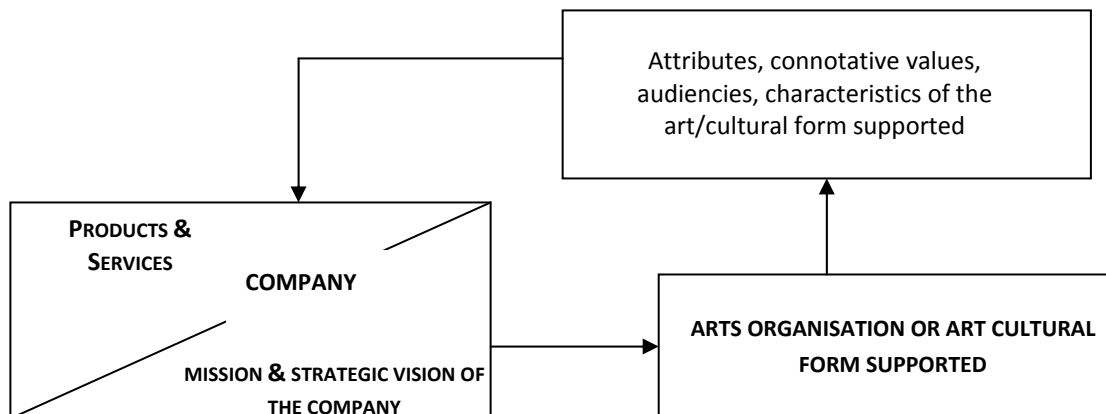 Attributes, connotative values,
audiencies, characteristics of the
art/cultural form supported
PRODUCTS &
SERVICES
COMPANY
MISSION & STRATEGIC VISION OF
THE COMPANY
ARTS ORGANISATION OR ART CULTURAL
FORM SUPPORTED